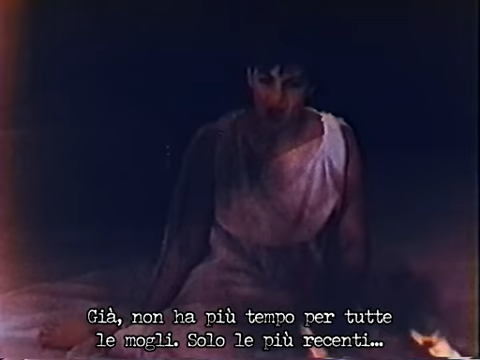 Già, non ha più tempo per tutte
le mogli. Solo le più recenti...